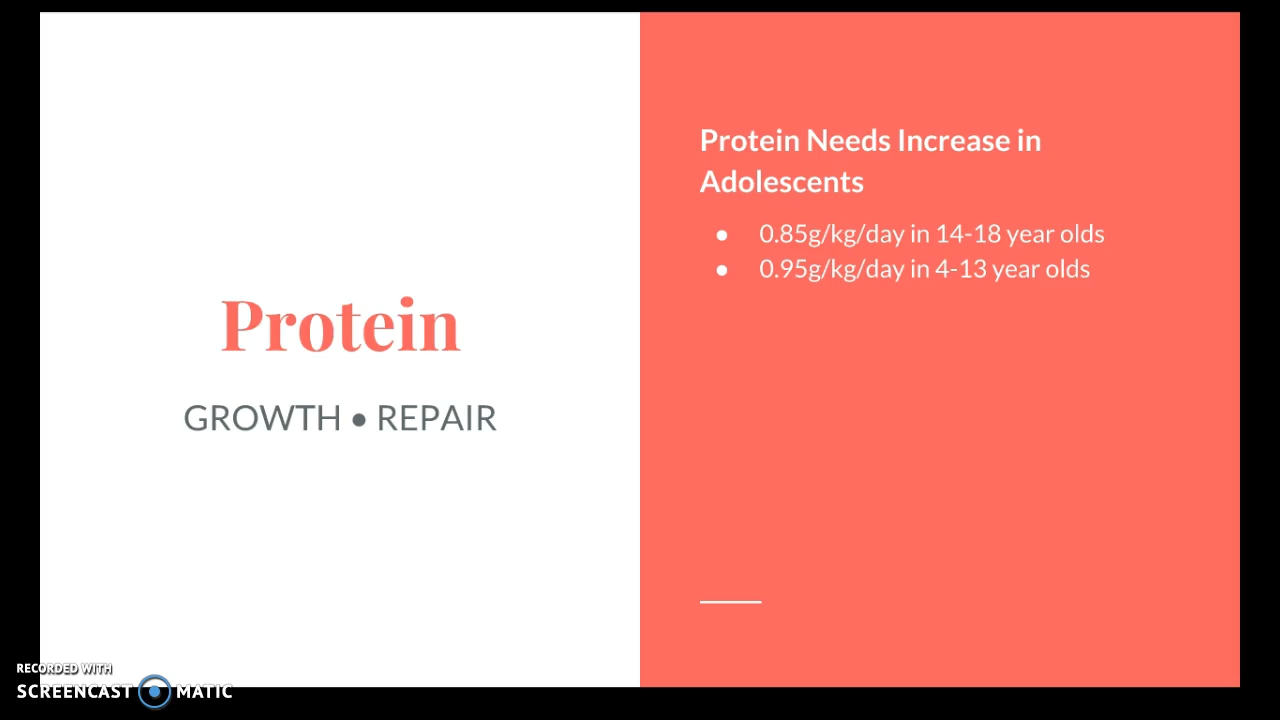 Protein
GROWTH ● REPAIR
Protein Needs Increase in
Adolescents
● 0.85g/kg/day in 14-18 year olds
● 0.95g/kg/day in 4-13 year olds
RECORDED WITH
SCREENCAST MATIC